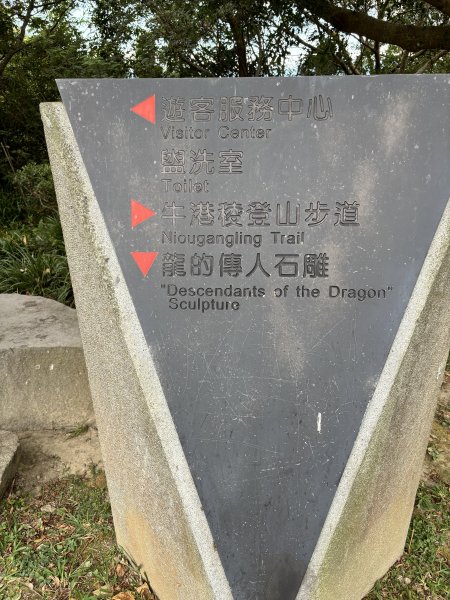 遊客服務中心
Visitor Center
盥洗室
Toilet
牛港稜登山步道
Niougangling Trail
龍的傳人石雕
"Descendants of the Dragon"
Sculpture